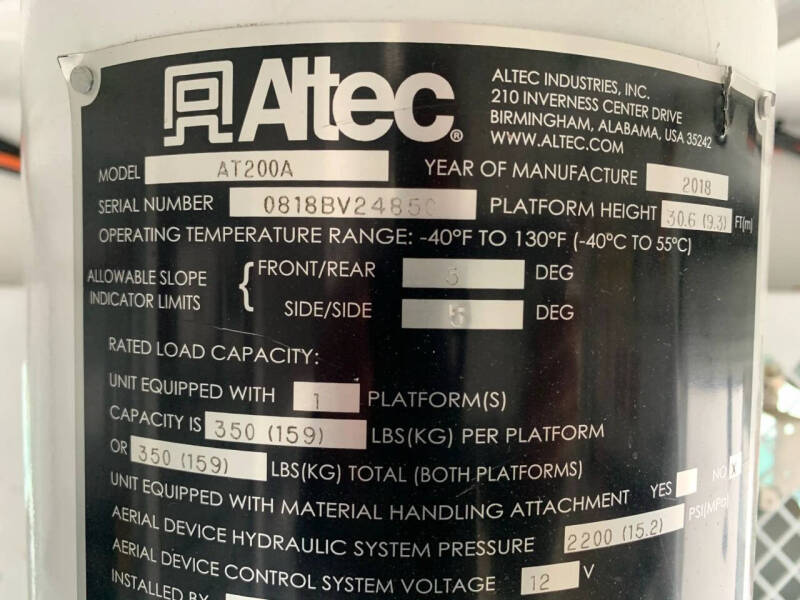 Altec®
ALTEC INDUSTRIES, INC.
210 INVERNESS CENTER DRIVE
BIRMINGHAM, ALABAMA, USA 35242
WWW.ALTEC.COM
MODEL AT200A YEAR OF MANUFACTURE 2018
SERIAL NUMBER PLATFORM HEIGHT 30.6 (9.3) FT(m)
OPERATING TEMPERATURE RANGE: -40°F TO 130°F (-40°C TO 55°C)
ALLOWABLE SLOPE INDICATOR LIMITS { FRONT/REAR 5 DEG
SIDE/SIDE 5 DEG
RATED LOAD CAPACITY:
UNIT EQUIPPED WITH 1 PLATFORM(S)
CAPACITY IS 350 (159) LBS(KG) PER PLATFORM
OR 350 (159) LBS(KG) TOTAL (BOTH PLATFORMS)
UNIT EQUIPPED WITH MATERIAL HANDLING ATTACHMENT YES NO X
AERIAL DEVICE HYDRAULIC SYSTEM PRESSURE 2200 (15.2) PSI(MPa)
AERIAL DEVICE CONTROL SYSTEM VOLTAGE 12 V
INSTALLED BY